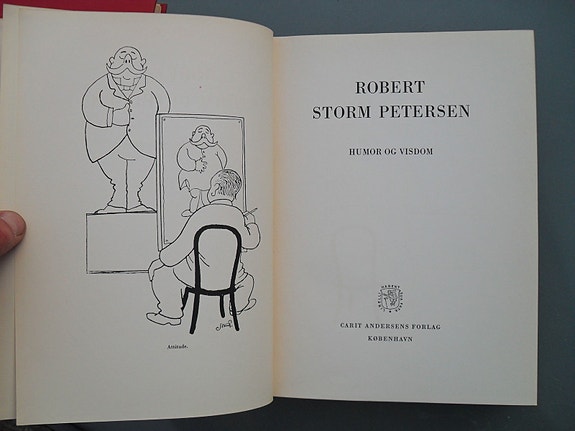 Attitude.
ROBERT
STORM PETERSEN
HUMOR OG VISDOM
CARIT ANDERSENS FORLAG
KØBENHAVN